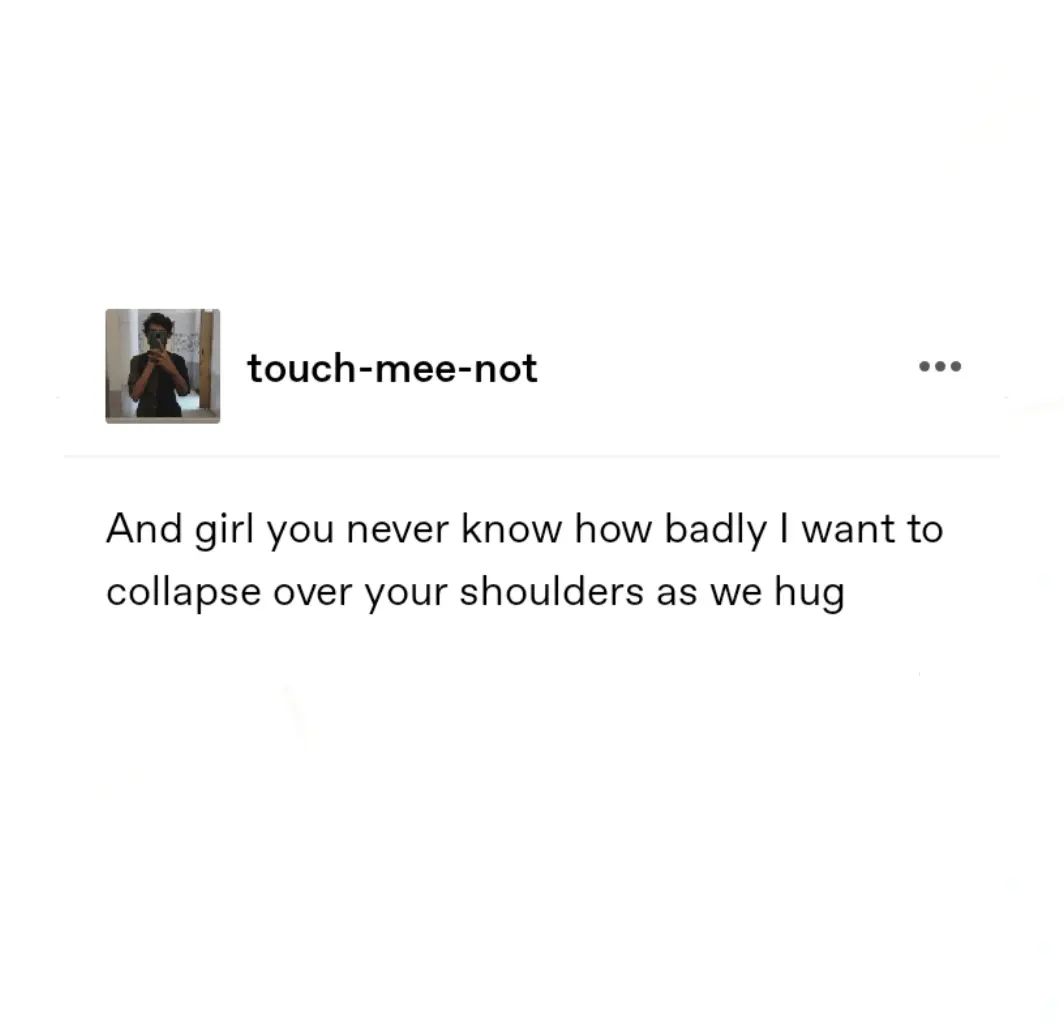 touch-mee-not
And girl you never know how badly I want to
collapse over your shoulders as we hug